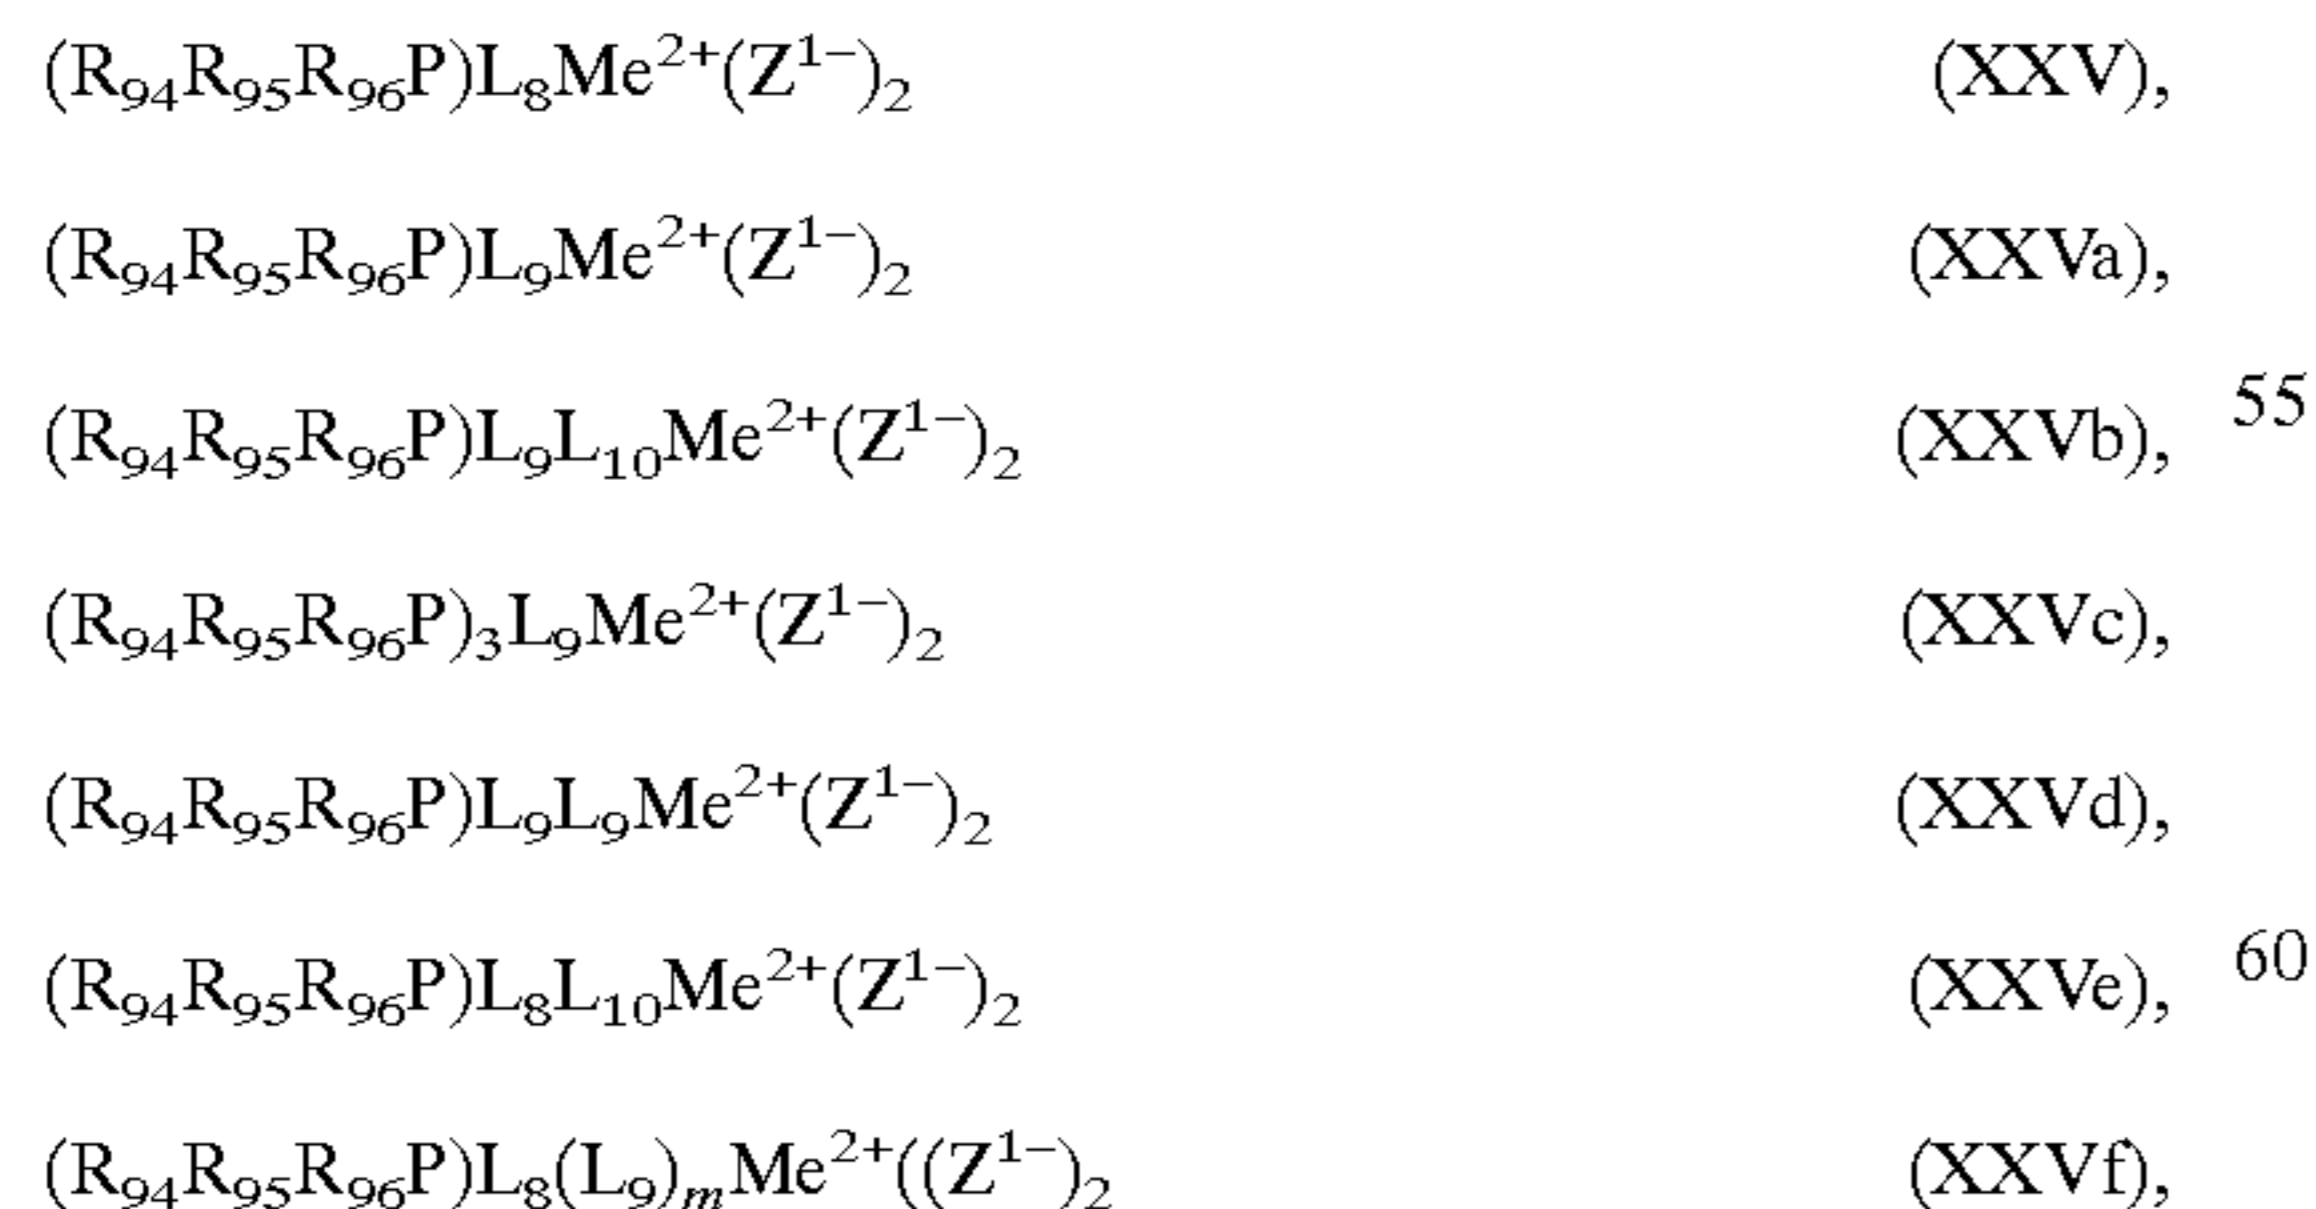 (R₉₄R₉₅R₉₆P)L₈Me²⁺(Z¹⁻)₂ (XXV),
(R₉₄R₉₅R₉₆P)L₉Me²⁺(Z¹⁻)₂ (XXVa),
(R₉₄R₉₅R₉₆P)L₉L₁₀Me²⁺(Z¹⁻)₂ (XXVb), 55
(R₉₄R₉₅R₉₆P)₃L₉Me²⁺(Z¹⁻)₂ (XXVc),
(R₉₄R₉₅R₉₆P)L₉L₉Me²⁺(Z¹⁻)₂ (XXVd),
(R₉₄R₉₅R₉₆P)L₈L₁₀Me²⁺(Z¹⁻)₂ (XXVe), 60
(R₉₄R₉₅R₉₆P)L₈(L₉)ₘMe²⁺((Z¹⁻)₂ (XXVf),